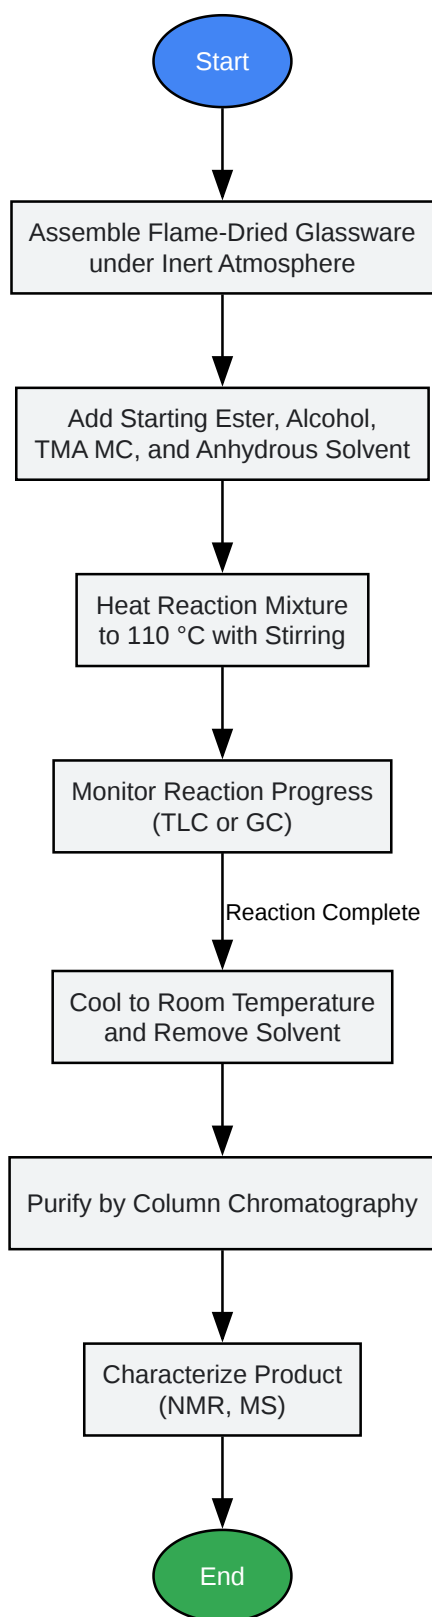 Start
Assemble Flame-Dried Glassware
under Inert Atmosphere
Add Starting Ester, Alcohol,
TMA MC, and Anhydrous Solvent
Heat Reaction Mixture
to 110 °C with Stirring
Monitor Reaction Progress
(TLC or GC)
Reaction Complete
Cool to Room Temperature
and Remove Solvent
Purify by Column Chromatography
Characterize Product
(NMR, MS)
End